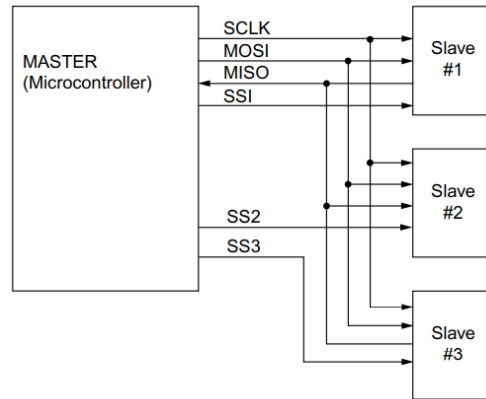 MASTER
(Microcontroller)
SCLK
MOSI
MISO
SSI
SS2
SS3
Slave
#1
Slave
#2
Slave
#3